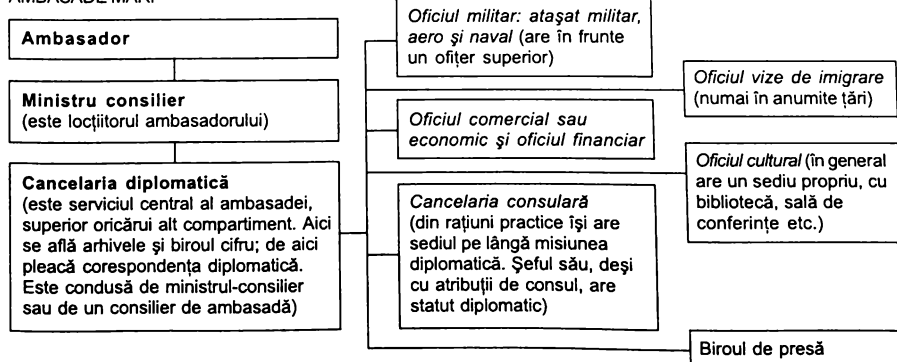 AMBASADE MARI
Ambasador
Ministru consilier
(este locțiitorul ambasadorului)
Cancelaria diplomatică
(este serviciul central al ambasadei,
superior oricărui alt compartiment. Aici
se află arhivele și biroul cifru; de aici
pleacă corespondența diplomatică.
Este condusă de ministrul-consilier
sau de un consilier de ambasadă)
Oficiul militar: atașat militar,
aero și naval (are în frunte
un ofițer superior)
Oficiul comercial sau
economic și oficiul financiar
Cancelaria consulară
(din rațiuni practice își are
sediul pe lângă misiunea
diplomatică. Șeful său, deși
cu atribuții de consul, are
statut diplomatic)
Oficiul vize de imigrare
(numai în anumite țări)
Oficiul cultural (în general
are un sediu propriu, cu
bibliotecă, sală de
conferințe etc.)
Biroul de presă